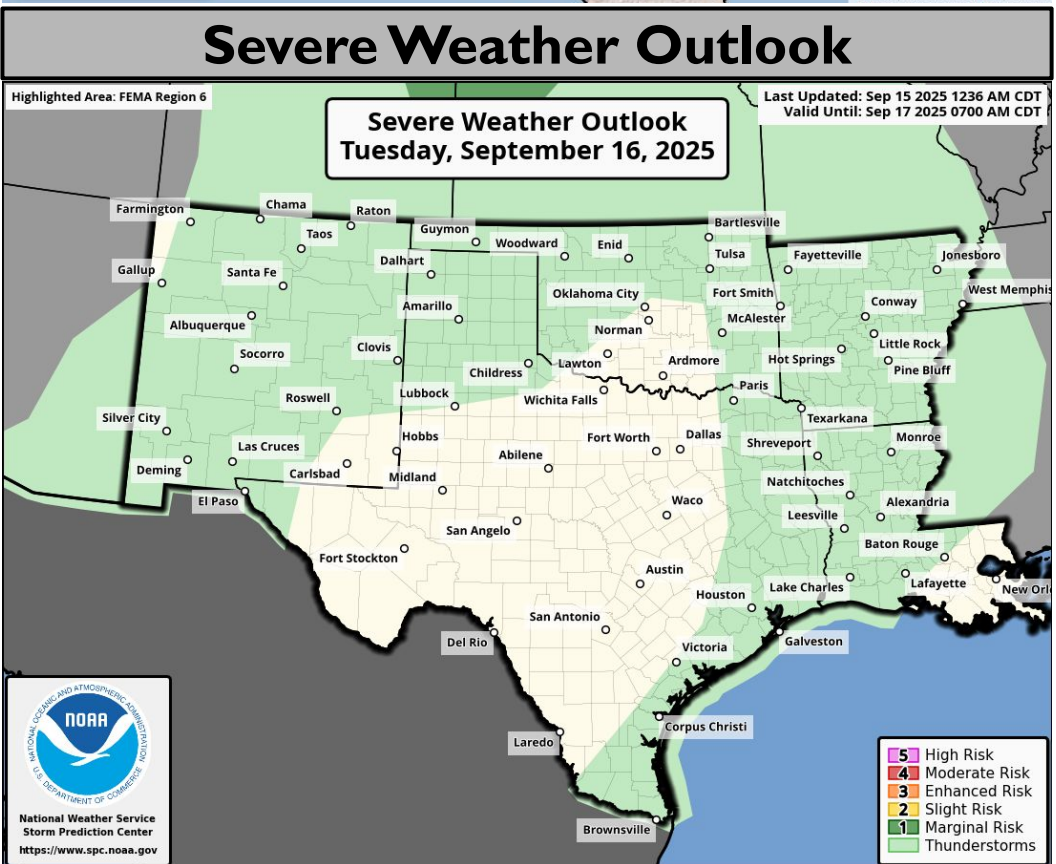 Severe Weather Outlook
Highlighted Area: FEMA Region 6
Last Updated: Sep 15 2025 1236 AM CDT
Valid Until: Sep 17 2025 0700 AM CDT
Severe Weather Outlook
Tuesday, September 16, 2025
Farmington
Chama
Raton
Taos
Guymon
Woodward
Enid
Bartlesville
Tulsa
Fayetteville
Jonesboro
Gallup
Santa Fe
Dalhart
Amarillo
Oklahoma City
Fort Smith
Conway
West Memphis
Albuquerque
Norman
McAlester
Little Rock
Socorro
Clovis
Childress
Lawton
Ardmore
Hot Springs
Pine Bluff
Roswell
Lubbock
Wichita Falls
Paris
Texarkana
Silver City
Las Cruces
Hobbs
Abilene
Fort Worth
Dallas
Shreveport
Monroe
Deming
Carlsbad
Midland
Natchitoches
El Paso
San Angelo
Waco
Leesville
Alexandria
Fort Stockton
Baton Rouge
Austin
Houston
Lake Charles
Lafayette
New Orl
San Antonio
Del Rio
Victoria
Galveston
Laredo
Corpus Christi
Brownsville
NATIONAL OCEANIC AND ATMOSPHERIC ADMINISTRATION
NOAA
U.S. DEPARTMENT OF COMMERCE
National Weather Service
Storm Prediction Center
https://www.spc.noaa.gov
5 High Risk
4 Moderate Risk
3 Enhanced Risk
2 Slight Risk
1 Marginal Risk
Thunderstorms